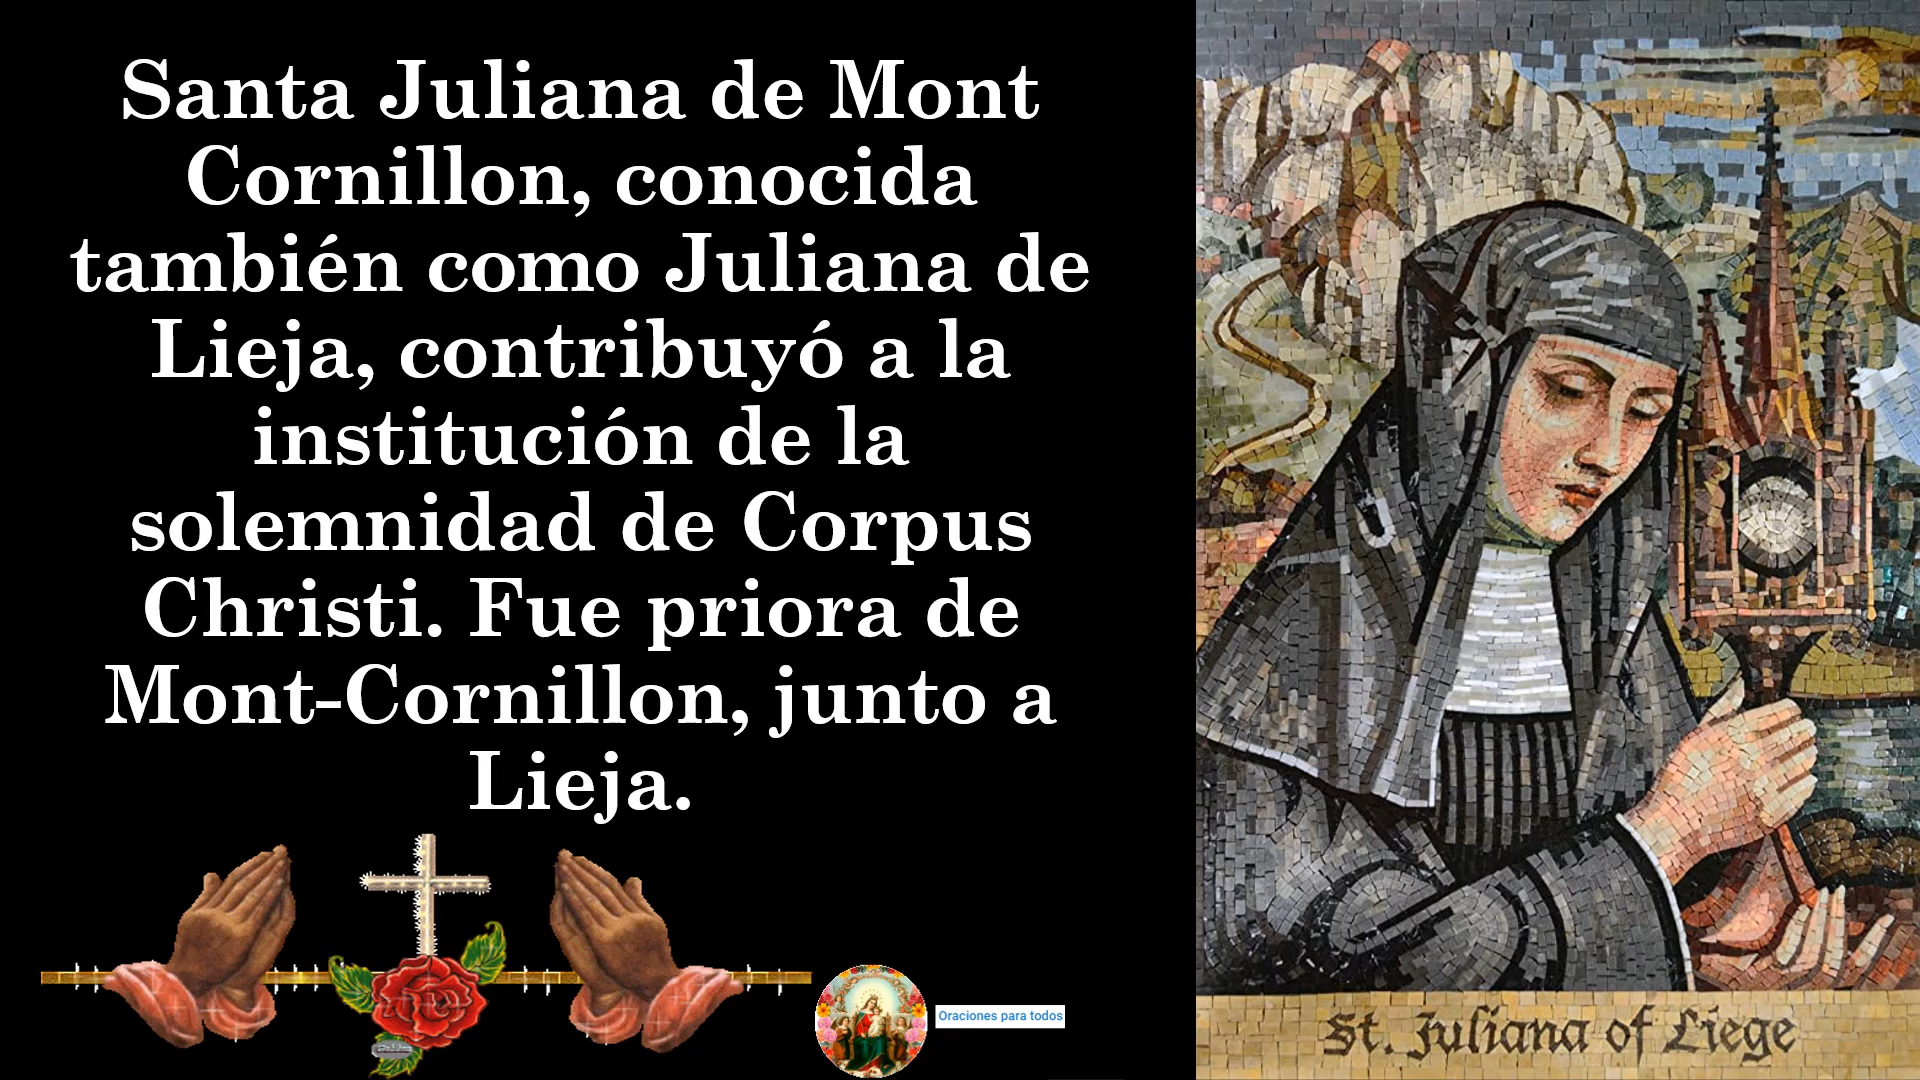 Santa Juliana de Mont
Cornillon, conocida
también como Juliana de
Lieja, contribuyó a la
institución de la
solemnidad de Corpus
Christi. Fue priora de
Mont-Cornillon, junto a
Lieja.
Oraciones para todos
St. Juliana of Liege